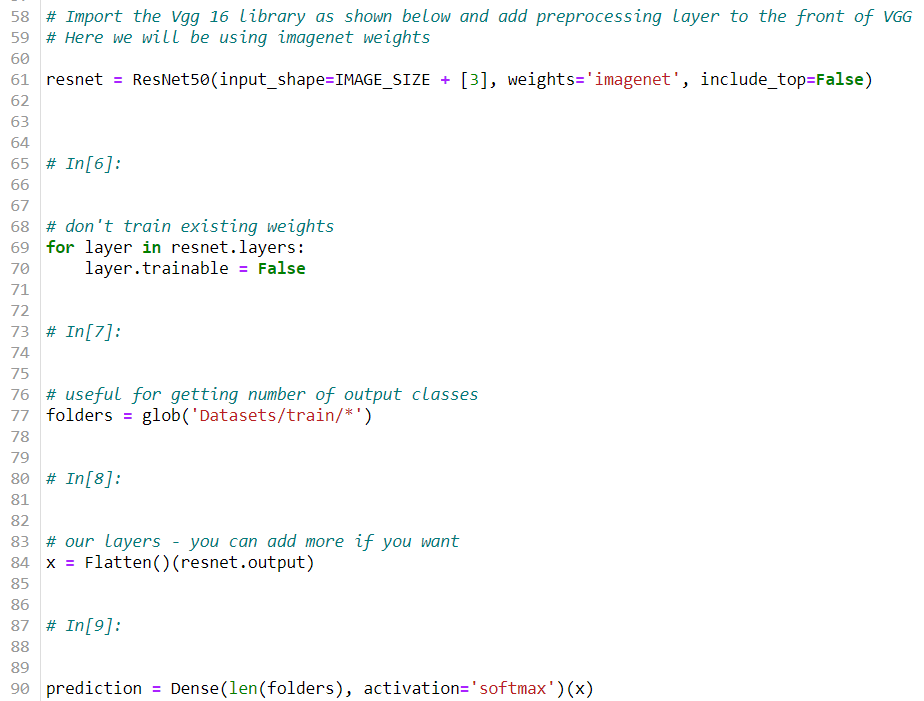 58 # Import the Vgg 16 library as shown below and add preprocessing layer to the front of VGG
59 # Here we will be using imagenet weights
60
61 resnet = ResNet50(input_shape=IMAGE_SIZE + [3], weights='imagenet', include_top=False)
62
63
64
65 # In[6]:
66
67
68 # don't train existing weights
69 for layer in resnet.layers:
70     layer.trainable = False
71
72
73 # In[7]:
74
75
76 # useful for getting number of output classes
77 folders = glob('Datasets/train/*')
78
79
80 # In[8]:
81
82
83 # our layers - you can add more if you want
84 x = Flatten()(resnet.output)
85
86
87 # In[9]:
88
89
90 prediction = Dense(len(folders), activation='softmax')(x)